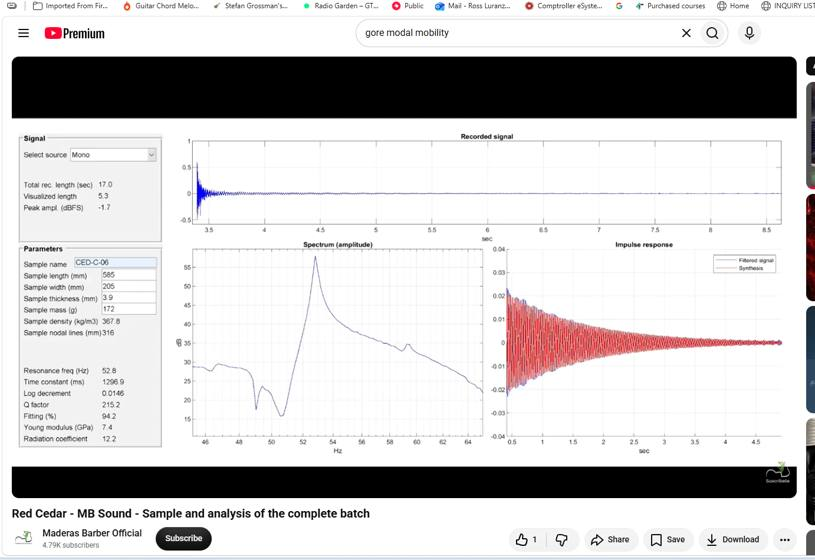 Imported From Fir...
Guitar Chord Melo...
Stefan Grossman's...
Radio Garden – GT...
Public
Mail - Ross Luranz...
Comptroller eSyste...
Purchased courses
Home
INQUIRY LIST
Premium
gore modal mobility
Signal
Select source Mono
Total rec. length (sec) 17.0
Visualized length 5.3
Peak ampl. (dBFS) -1.7
Parameters
Sample name CED-C-06
Sample length (mm) 585
Sample width (mm) 205
Sample thickness (mm) 3.9
Sample mass (g) 172
Sample density (kg/m3) 367.8
Sample nodal lines (mm) 316
Resonance freq (Hz) 52.8
Time constant (ms) 1296.9
Log decrement 0.0146
Q factor 215.2
Fitting (%) 94.2
Young modulus (GPa) 7.4
Radiation coefficient 12.2
Recorded signal
1
0.5
0
-0.5
3.5 4 4.5 5 5.5 6 6.5 7 7.5 8 8.5
sec
Spectrum (amplitude)
dB
55
50
45
40
35
30
25
20
15
46 48 50 52 54 56 58 60 62 64
Hz
Impulse response
Filtered signal
Synthesis
0.04
0.03
0.02
0.01
0
-0.01
-0.02
-0.03
-0.04
0.5 1 1.5 2 2.5 3 3.5 4 4.5
sec
Suscríbete
Red Cedar - MB Sound - Sample and analysis of the complete batch
Maderas Barber Official
4.79K subscribers
Subscribe
1
Share
Save
Download